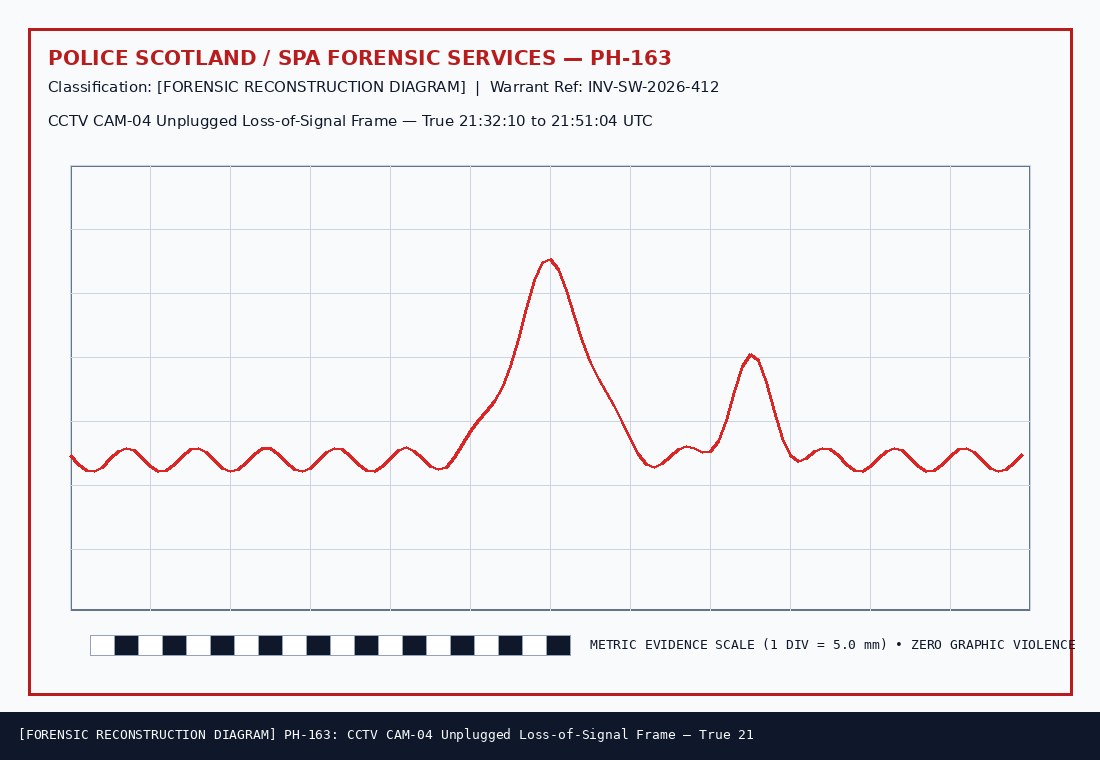 POLICE SCOTLAND / SPA FORENSIC SERVICES — PH-163
Classification: [FORENSIC RECONSTRUCTION DIAGRAM] | Warrant Ref: INV-SW-2026-412
CCTV CAM-04 Unplugged Loss-of-Signal Frame — True 21:32:10 to 21:51:04 UTC
METRIC EVIDENCE SCALE (1 DIV = 5.0 mm) • ZERO GRAPHIC VIOLENCE
[FORENSIC RECONSTRUCTION DIAGRAM] PH-163: CCTV CAM-04 Unplugged Loss-of-Signal Frame — True 21